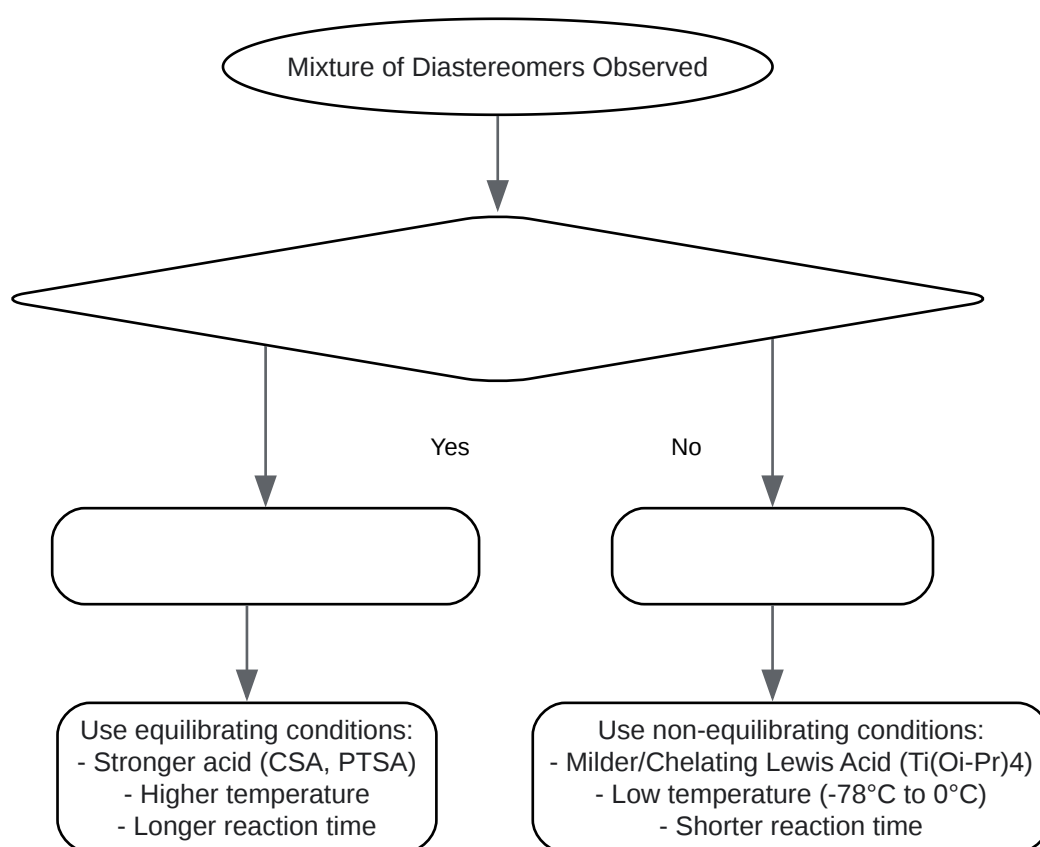 Mixture of Diastereomers Observed
Yes
No
Use equilibrating conditions:
- Stronger acid (CSA, PTSA)
- Higher temperature
- Longer reaction time
Use non-equilibrating conditions:
- Milder/Chelating Lewis Acid (Ti(Oi-Pr)4)
- Low temperature (-78°C to 0°C)
- Shorter reaction time